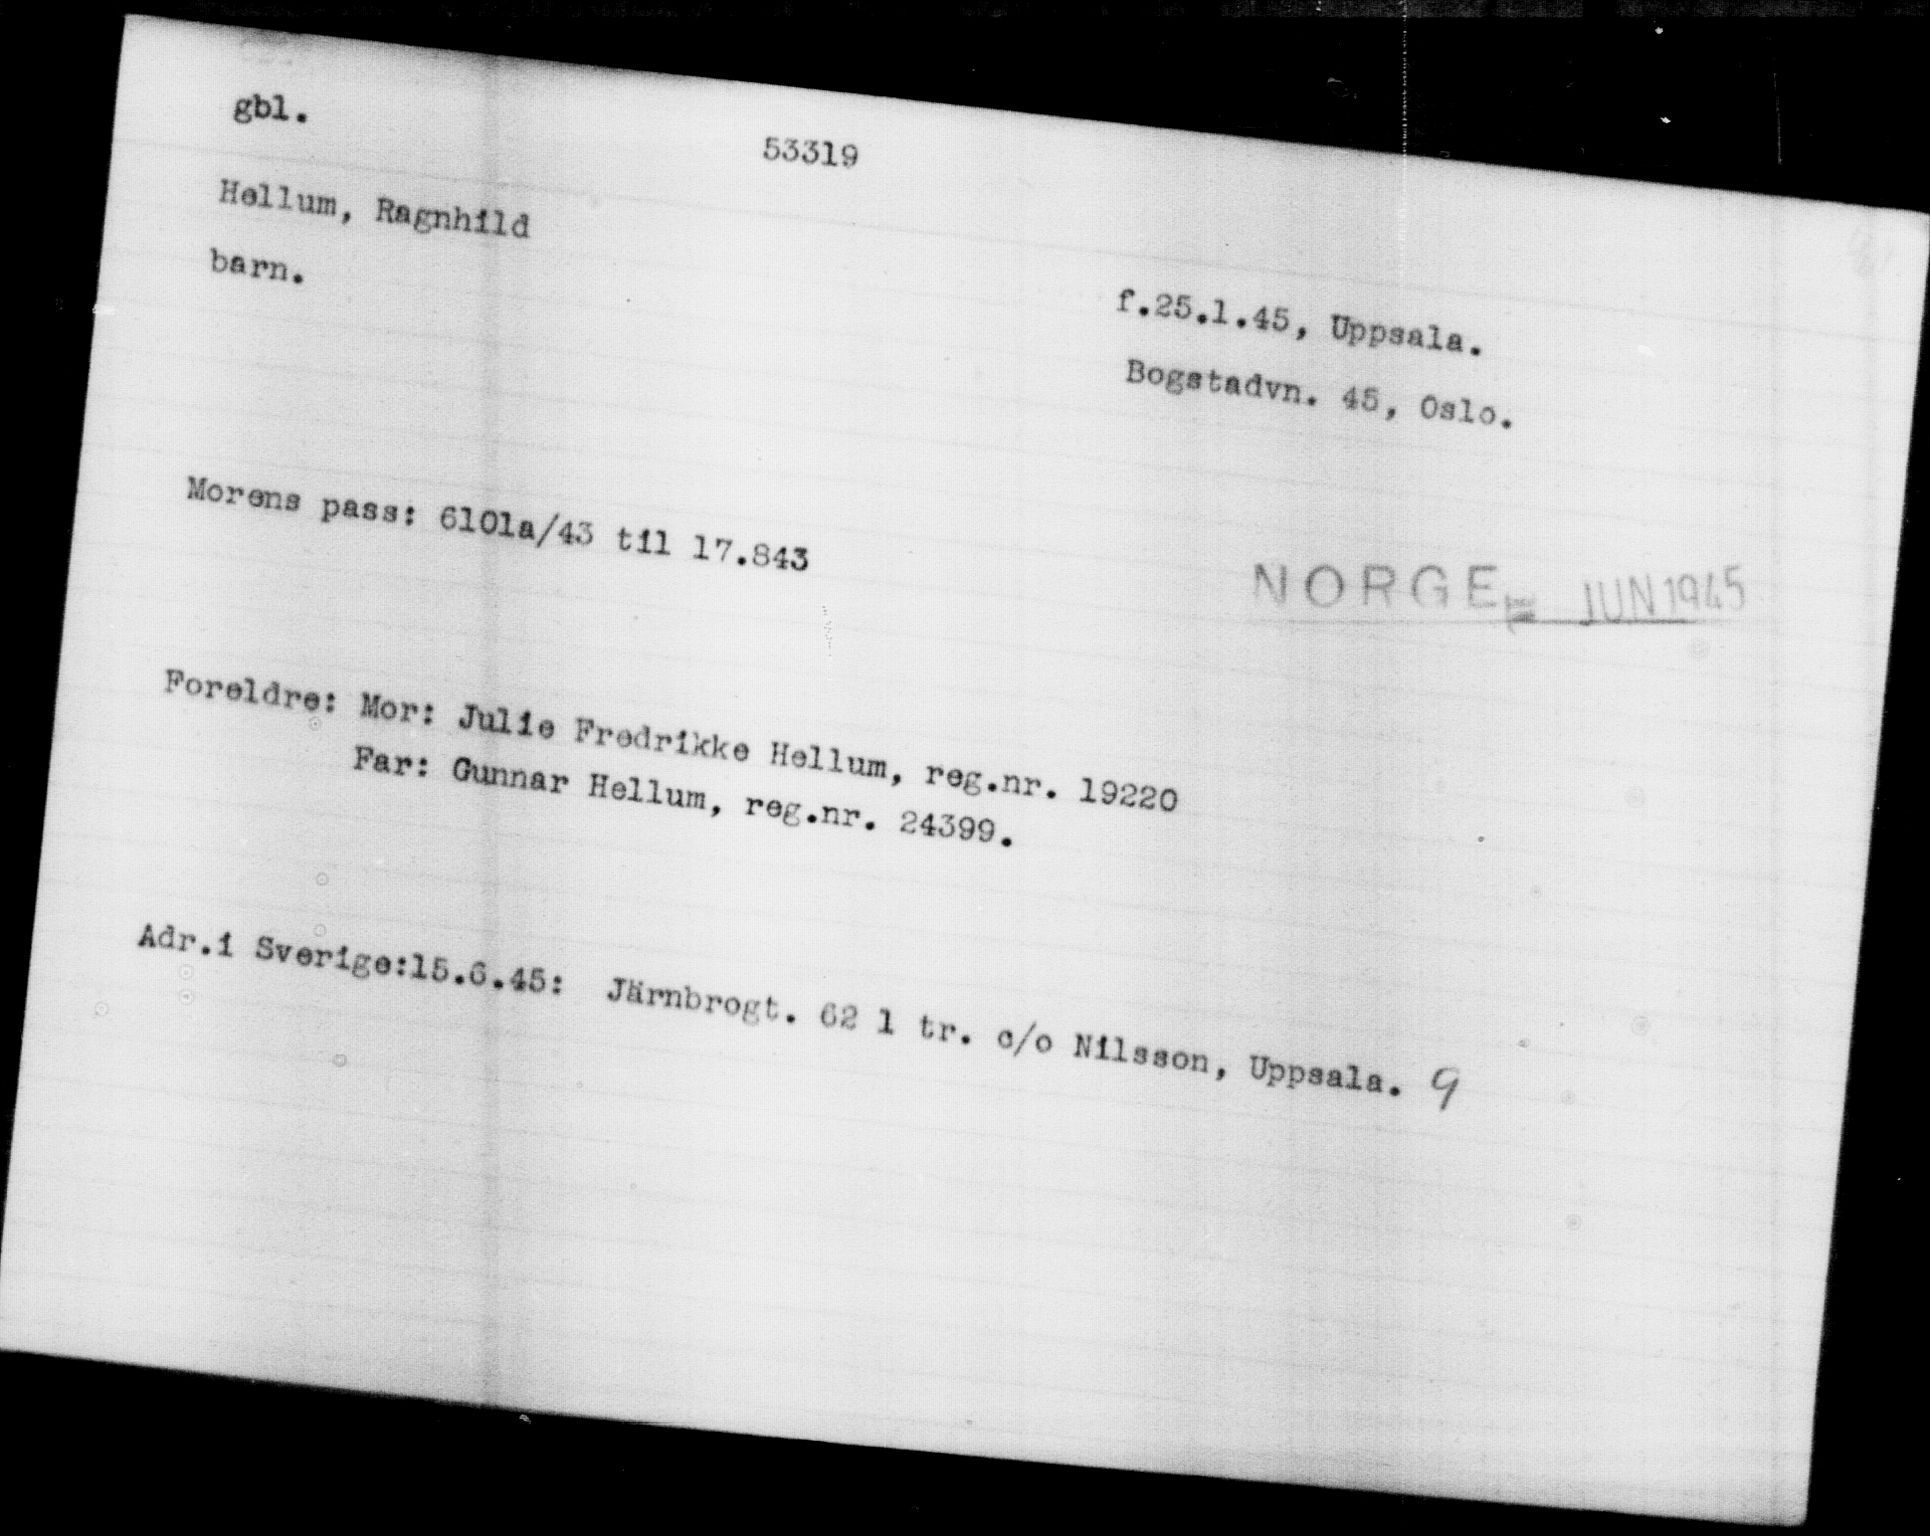 gbl.
53319
Hellum, Ragnhild
barn.
f.25.1.45, Uppsala.
Bogstadvn. 45, Oslo.
Morens pass: 6101a/43 til 17.843
NORGE JUN 1945
Foreldre: Mor: Julie Fredrikke Hellum, reg.nr. 19220
Far: Gunnar Hellum, reg.nr. 24399.
Adr.i Sverige:15.6.45: Järnbrogt. 62 1 tr. c/o Nilsson, Uppsala. 9